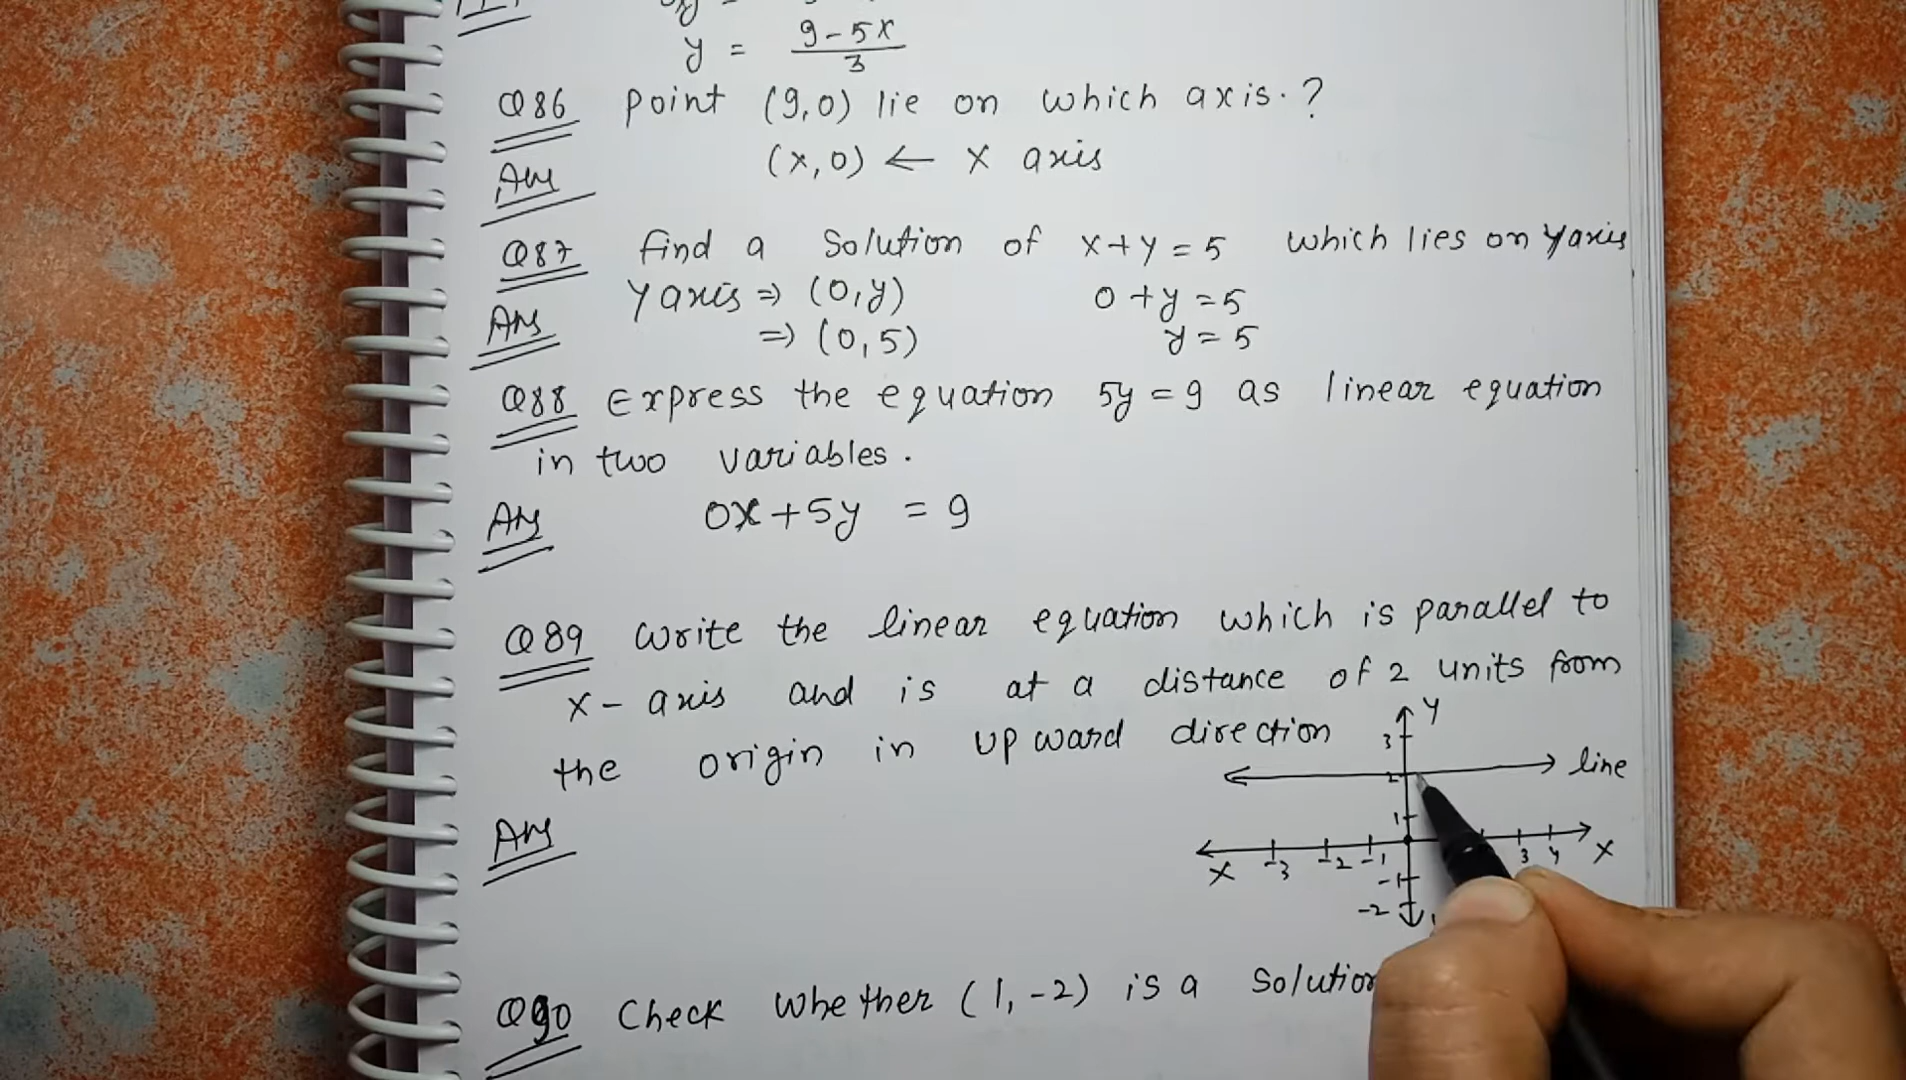 y = 9-5x/3
Q86 point (9,0) lie on which axis.?
Ans (x,0) ← X axis
Q87 find a solution of x+y=5 which lies on y axis
Ans Y axis ⇒ (0,y) 0+y=5
⇒ (0,5) y=5
Q88 Express the equation 5y=9 as linear equation
in two variables.
Ans 0x+5y = 9
Q89 write the linear equation which is parallel to
x-axis and is at a distance of 2 units from
the origin in upward direction
Y
3
2 line
1
X -3 -2 -1 3 4 X
-1
-2
Ans
Q90 Check whether (1,-2) is a solution